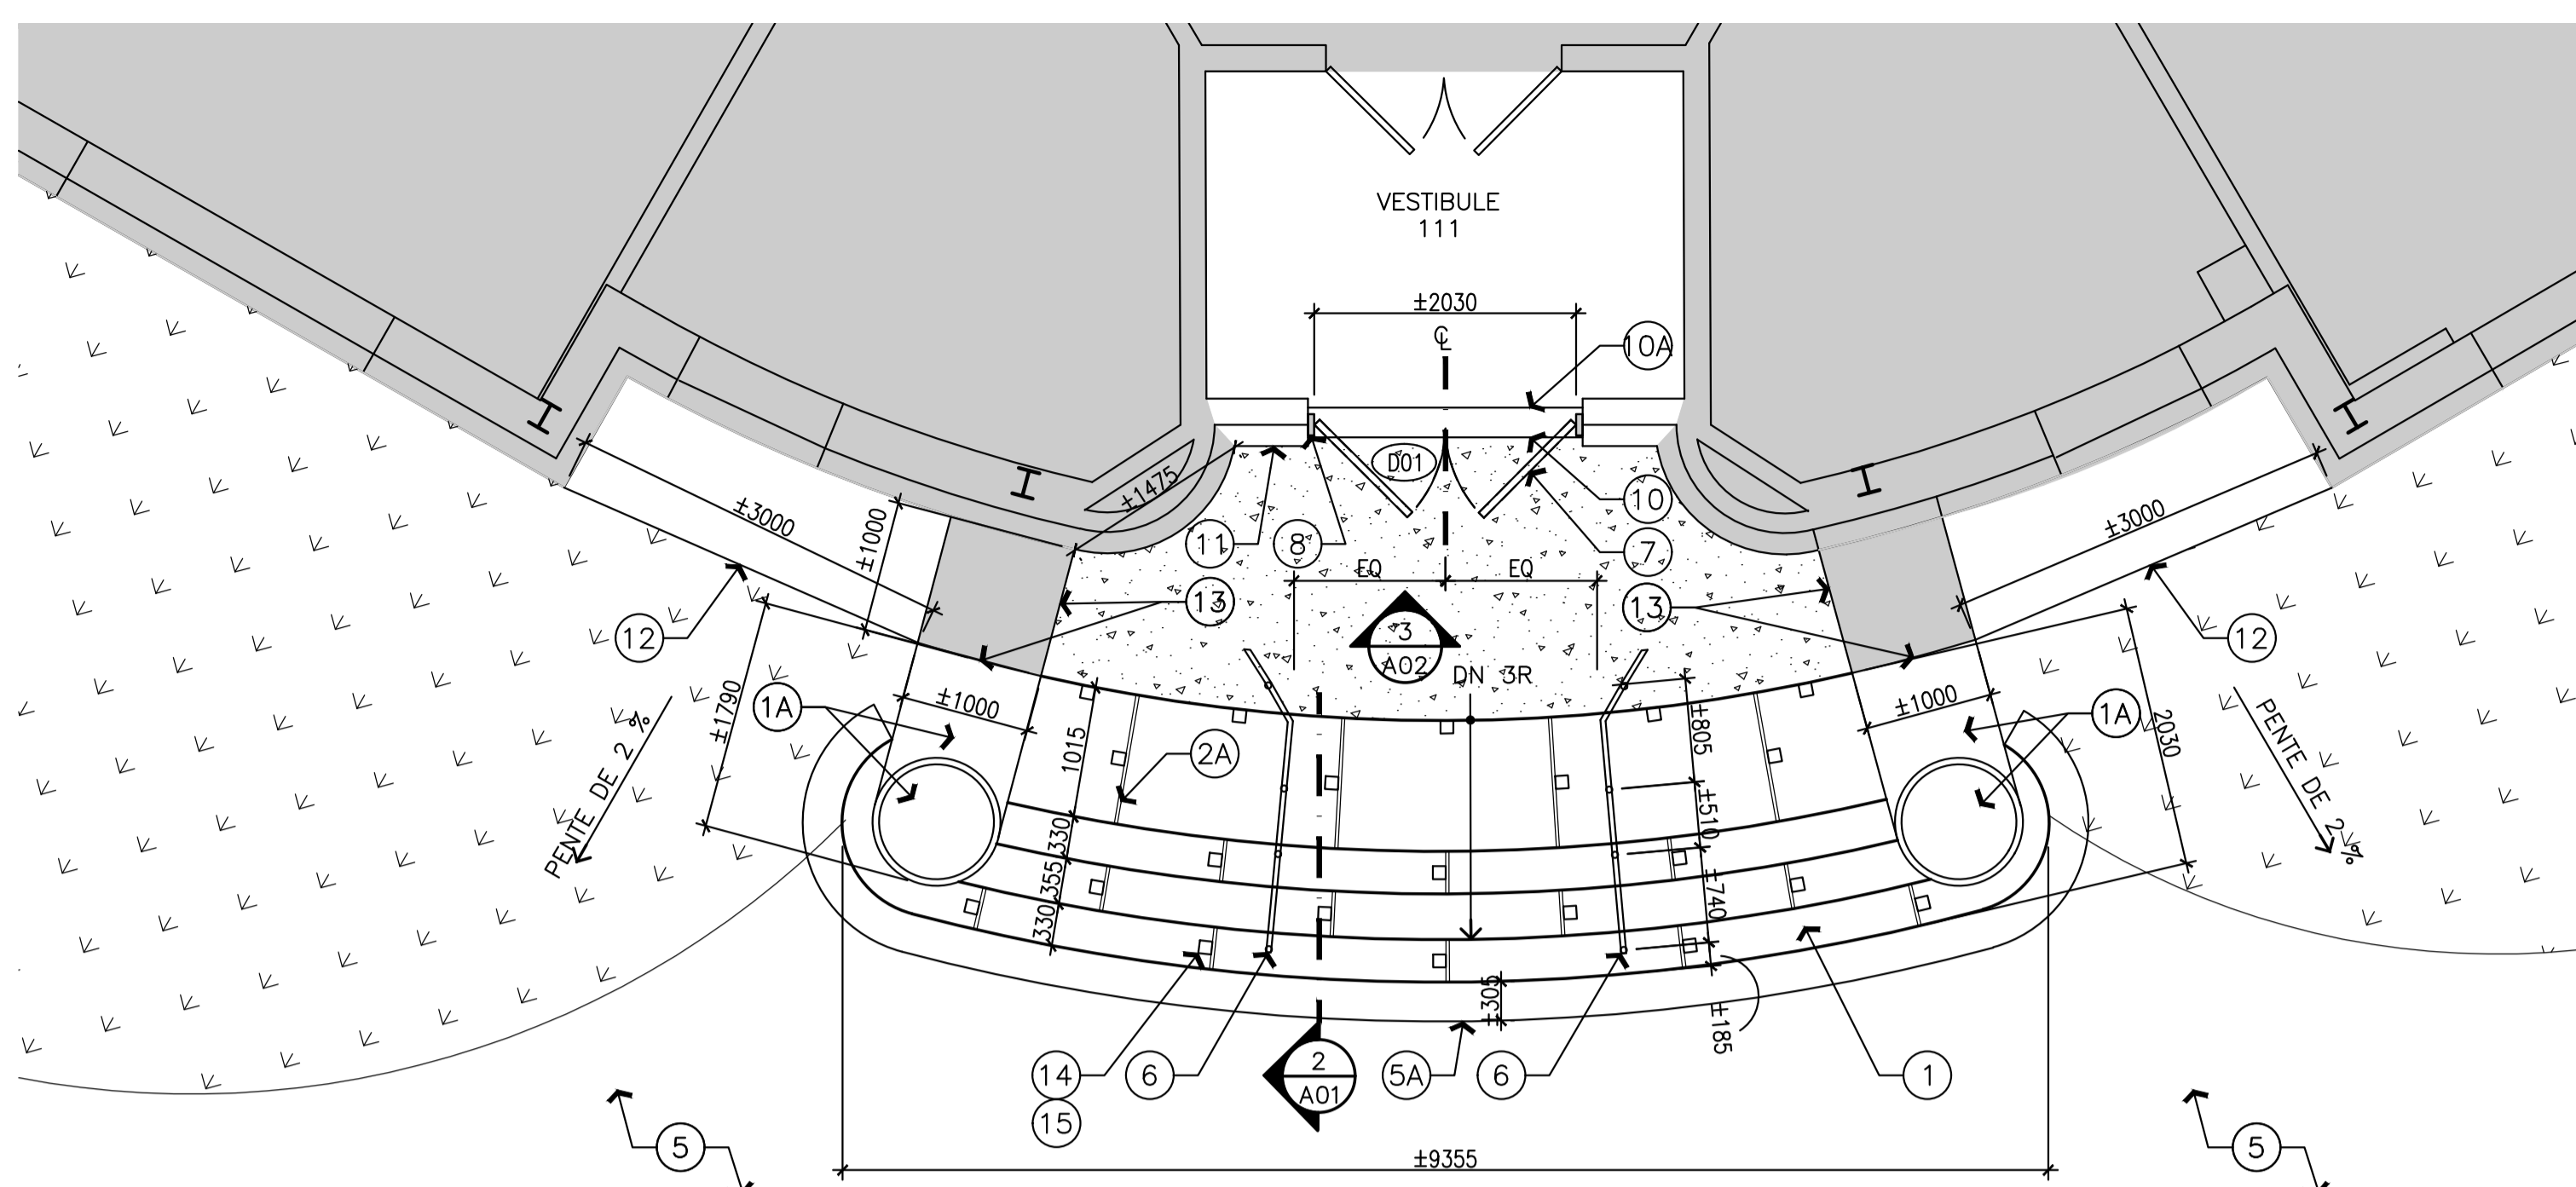 VESTIBULE
111
±2030
℄
10A
D01
±1475
±3000
±1000
11
8
10
7
±3000
EQ
EQ
13
13
12
12
3
A02
DN 3R
±1790
1A
±1000
±1000
1A
2030
PENTE DE 2 %
PENTE DE 2 %
2A
1015
330
355
330
±805
±510
±740
±185
±305
14
15
6
2
A01
5A
6
1
5
5
±9355